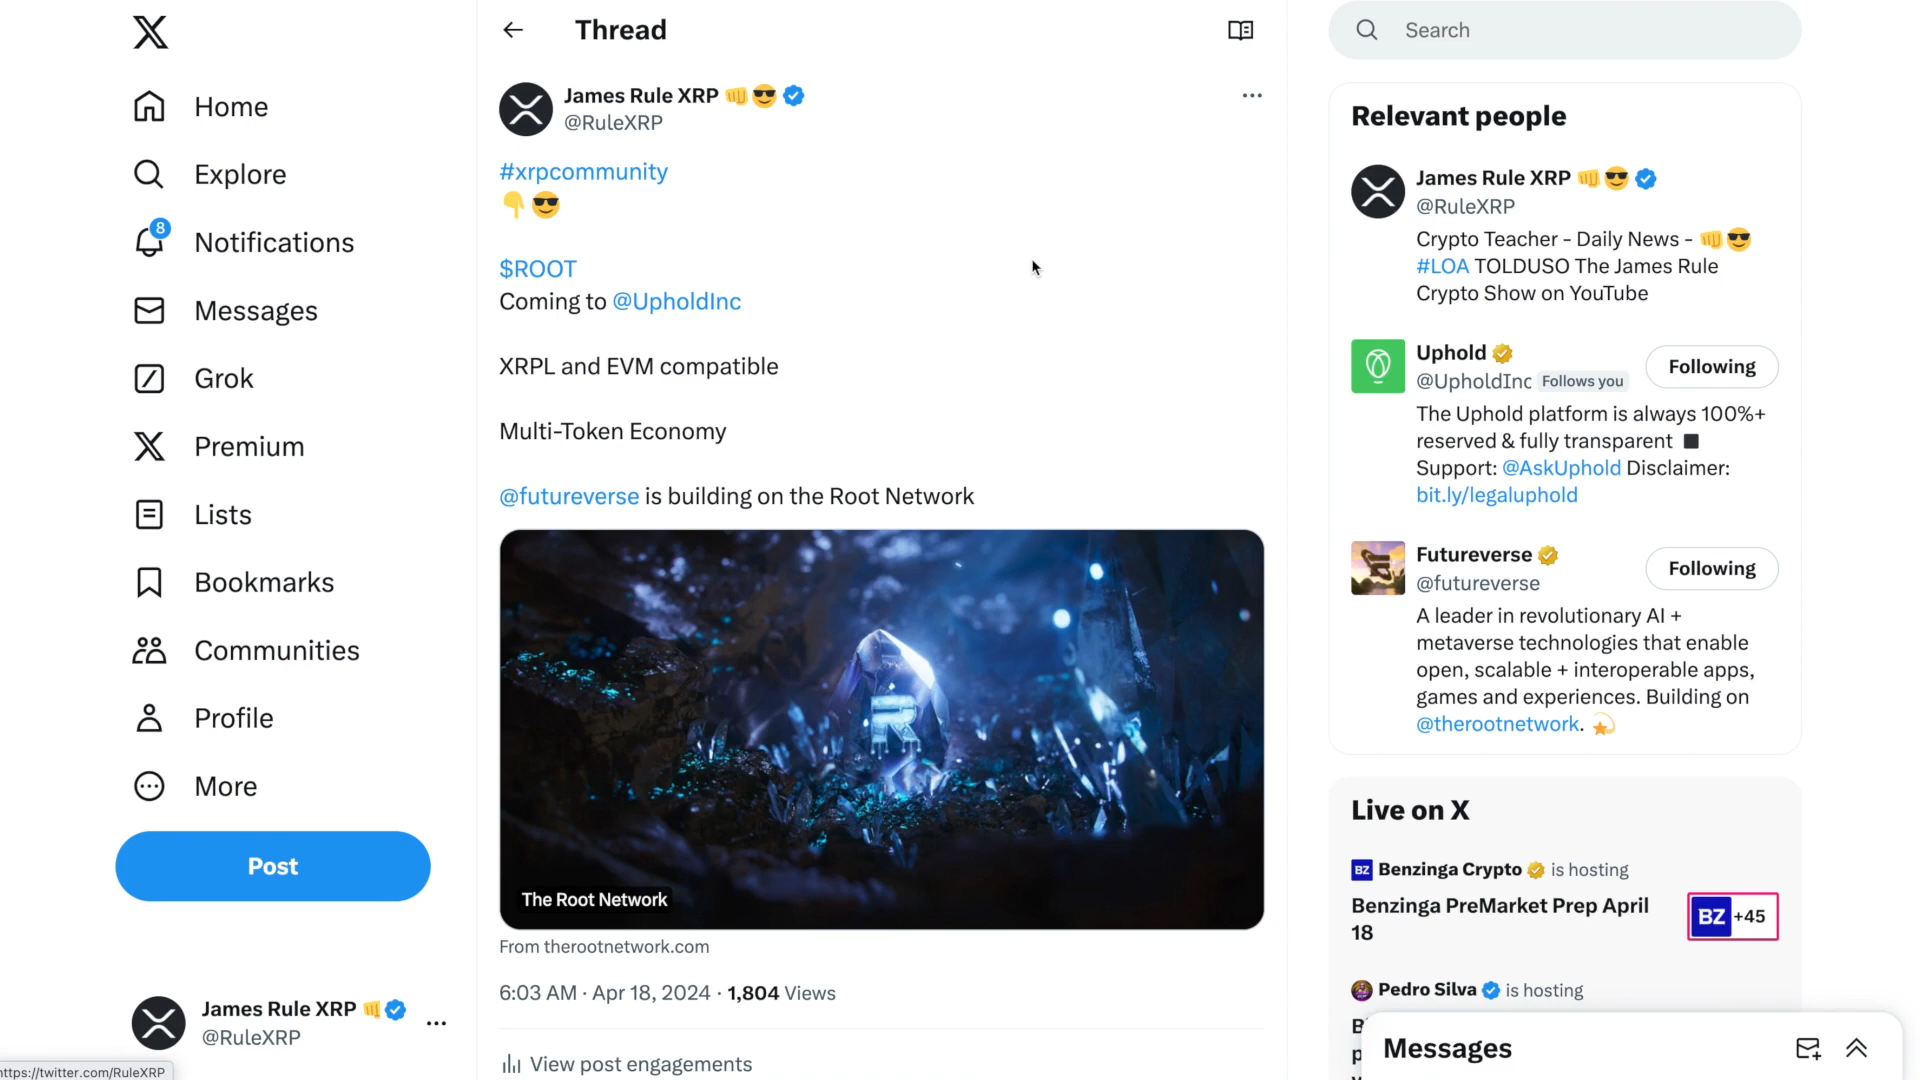 Home
Explore
8
Notifications
Messages
Grok
Premium
Lists
Bookmarks
Communities
Profile
More
Post
James Rule XRP
@RuleXRP
https://twitter.com/RuleXRP
Thread
James Rule XRP 👊😎
@RuleXRP
#xrpcommunity
👇😎
$ROOT
Coming to @UpholdInc
XRPL and EVM compatible
Multi-Token Economy
@futureverse is building on the Root Network
R
The Root Network
From therootnetwork.com
6:03 AM · Apr 18, 2024 · 1,804 Views
View post engagements
Search
Relevant people
James Rule XRP 👊😎
@RuleXRP
Crypto Teacher - Daily News - 👊😎
#LOA TOLDUSO The James Rule
Crypto Show on YouTube
Uphold
@UpholdInc Follows you
Following
The Uphold platform is always 100%+
reserved & fully transparent ◼
Support: @AskUphold Disclaimer:
bit.ly/legaluphold
Futureverse
@futureverse
Following
A leader in revolutionary AI +
metaverse technologies that enable
open, scalable + interoperable apps,
games and experiences. Building on
@therootnetwork. 💫
Live on X
BZ Benzinga Crypto is hosting
Benzinga PreMarket Prep April
18
BZ +45
Pedro Silva is hosting
Messages